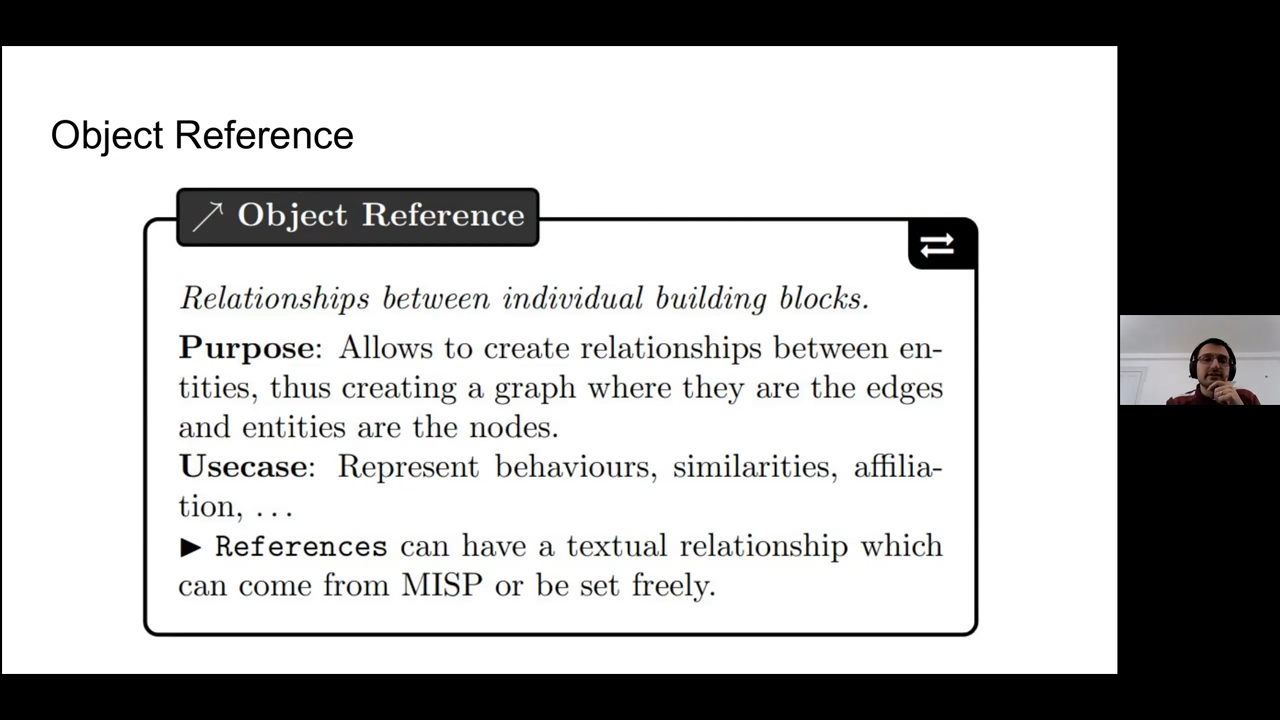 Object Reference
↗ Object Reference
Relationships between individual building blocks.
Purpose: Allows to create relationships between en-
tities, thus creating a graph where they are the edges
and entities are the nodes.
Usecase: Represent behaviours, similarities, affilia-
tion, ...
▶ References can have a textual relationship which
can come from MISP or be set freely.